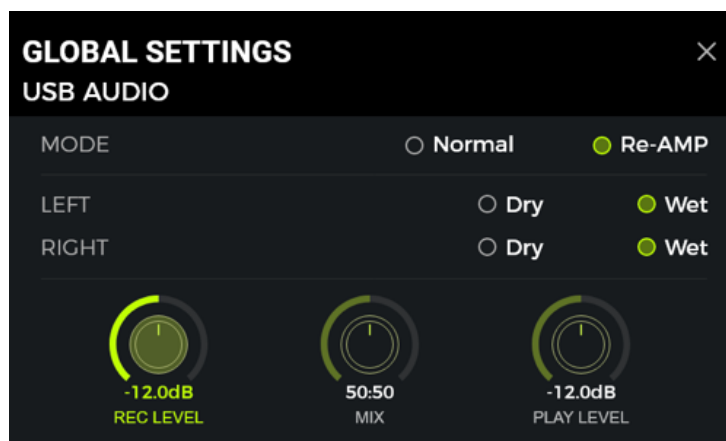 GLOBAL SETTINGS
USB AUDIO
MODE Normal Re-AMP
LEFT Dry Wet
RIGHT Dry Wet
-12.0dB 50:50 -12.0dB
REC LEVEL MIX PLAY LEVEL